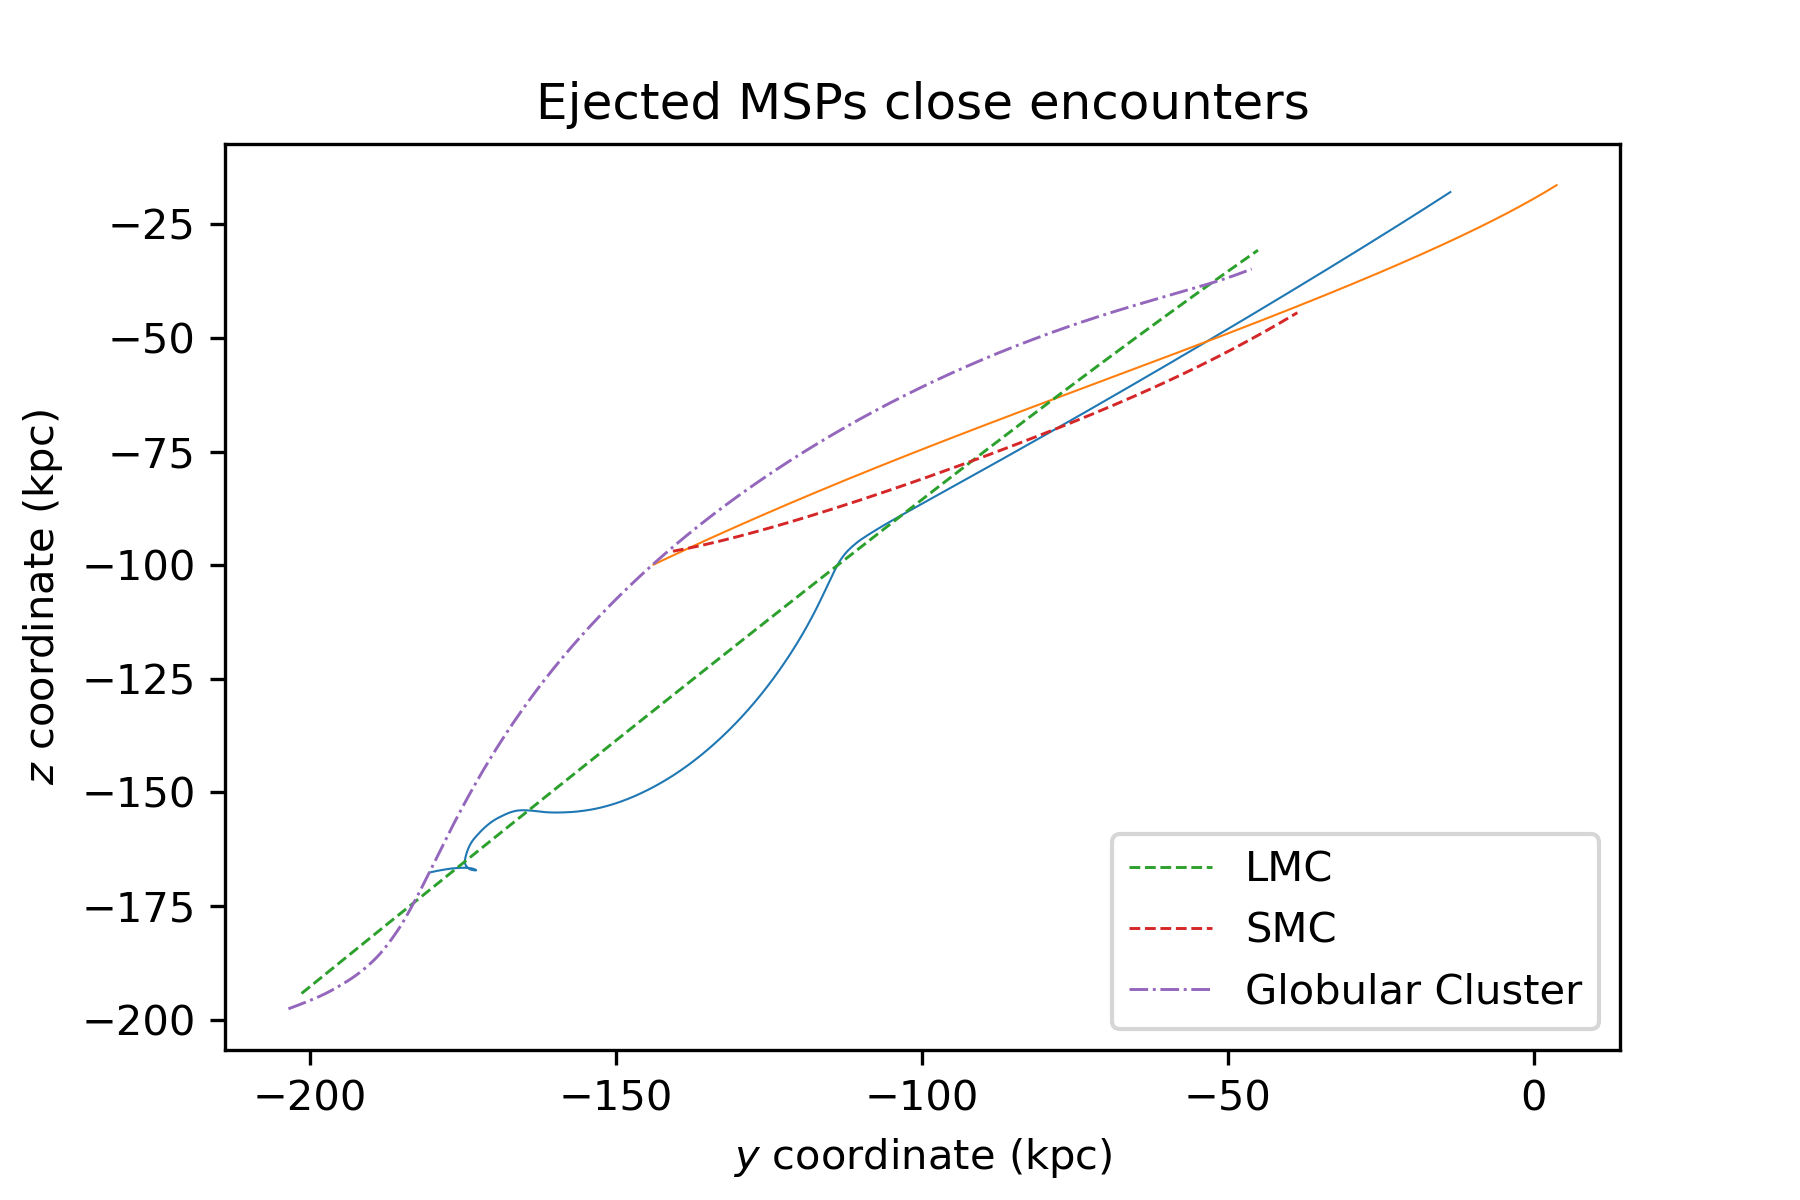 Ejected MSPs close encounters
z coordinate (kpc)
−25
−50
−75
−100
−125
−150
−175
−200
LMC
SMC
Globular Cluster
−200 −150 −100 −50 0
y coordinate (kpc)